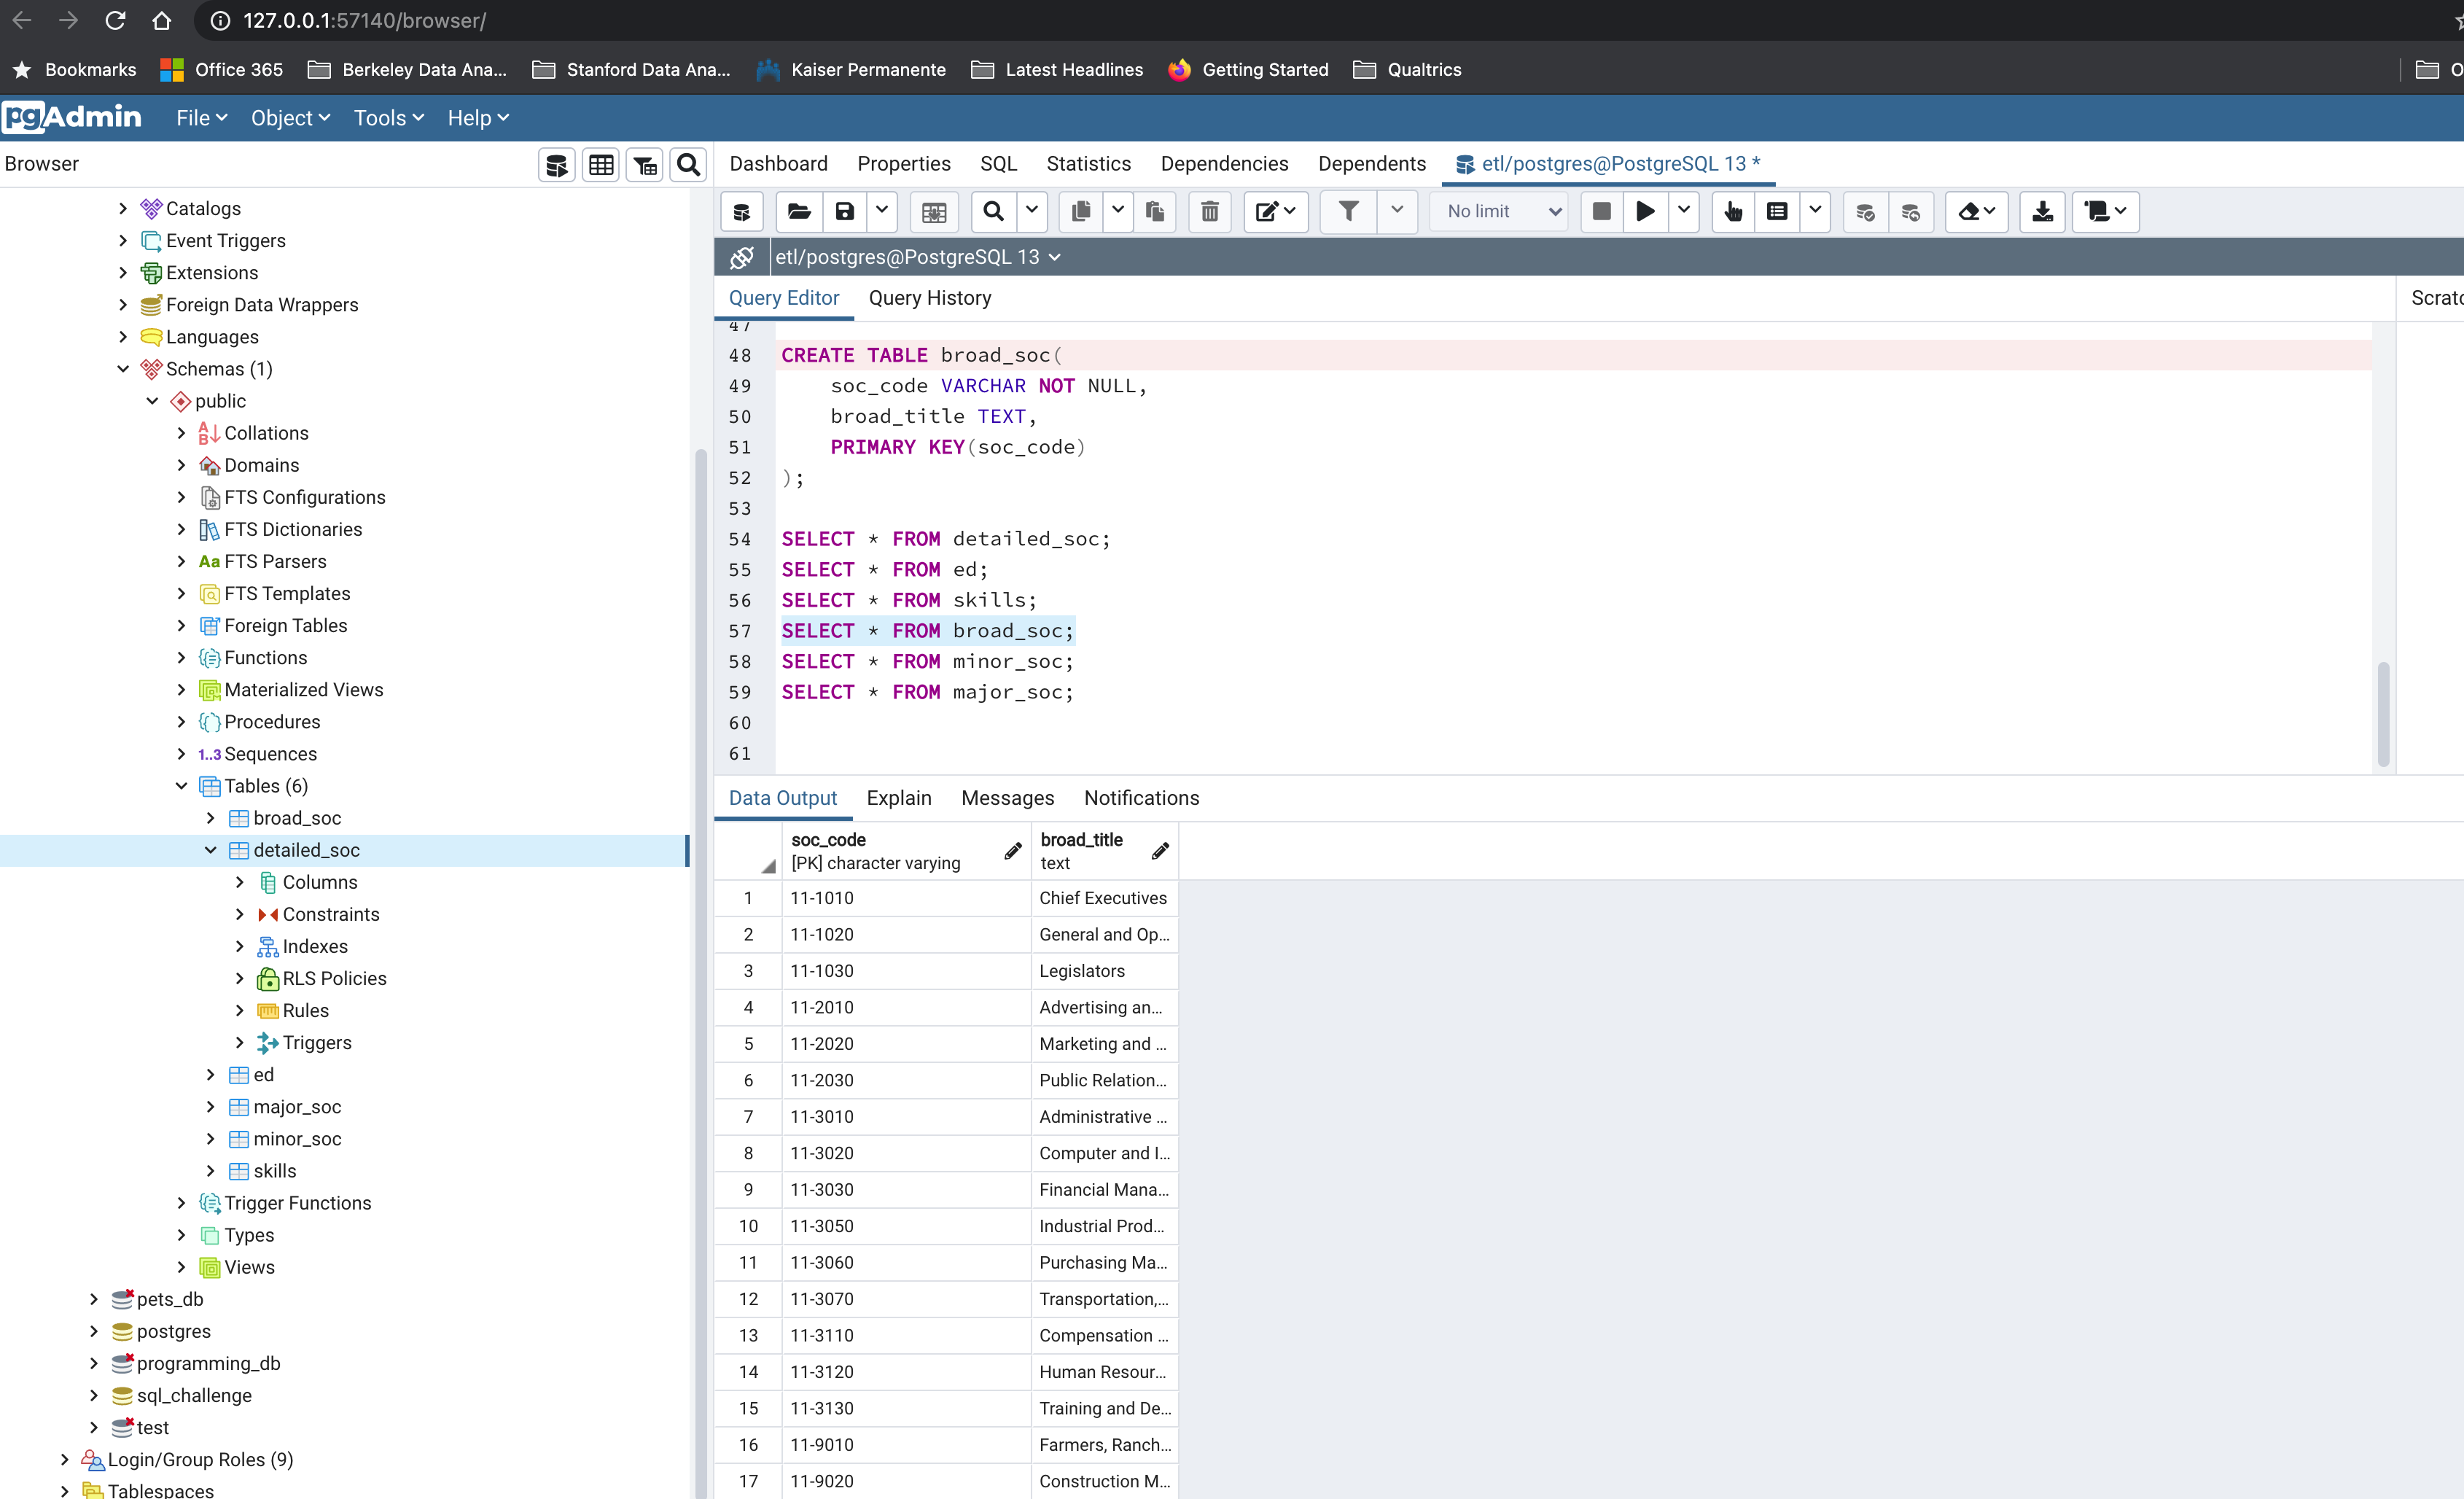 127.0.0.1:57140/browser/
Bookmarks Office 365 Berkeley Data Ana... Stanford Data Ana... Kaiser Permanente Latest Headlines Getting Started Qualtrics
pgAdmin File Object Tools Help
Browser
Dashboard Properties SQL Statistics Dependencies Dependents etl/postgres@PostgreSQL 13 *
No limit
etl/postgres@PostgreSQL 13
Query Editor Query History
Catalogs
Event Triggers
Extensions
Foreign Data Wrappers
Languages
Schemas (1)
public
Collations
Domains
FTS Configurations
FTS Dictionaries
Aa FTS Parsers
FTS Templates
Foreign Tables
Functions
Materialized Views
Procedures
1..3 Sequences
Tables (6)
broad_soc
detailed_soc
Columns
Constraints
Indexes
RLS Policies
Rules
Triggers
ed
major_soc
minor_soc
skills
Trigger Functions
Types
Views
pets_db
postgres
programming_db
sql_challenge
test
Login/Group Roles (9)
Tablespaces
47
48 CREATE TABLE broad_soc(
49 soc_code VARCHAR NOT NULL,
50 broad_title TEXT,
51 PRIMARY KEY(soc_code)
52 );
53
54 SELECT * FROM detailed_soc;
55 SELECT * FROM ed;
56 SELECT * FROM skills;
57 SELECT * FROM broad_soc;
58 SELECT * FROM minor_soc;
59 SELECT * FROM major_soc;
60
61
Data Output Explain Messages Notifications
soc_code broad_title
[PK] character varying text
1 11-1010 Chief Executives
2 11-1020 General and Op...
3 11-1030 Legislators
4 11-2010 Advertising an...
5 11-2020 Marketing and ...
6 11-2030 Public Relation...
7 11-3010 Administrative ...
8 11-3020 Computer and I...
9 11-3030 Financial Mana...
10 11-3050 Industrial Prod...
11 11-3060 Purchasing Ma...
12 11-3070 Transportation,...
13 11-3110 Compensation ...
14 11-3120 Human Resour...
15 11-3130 Training and De...
16 11-9010 Farmers, Ranch...
17 11-9020 Construction M...